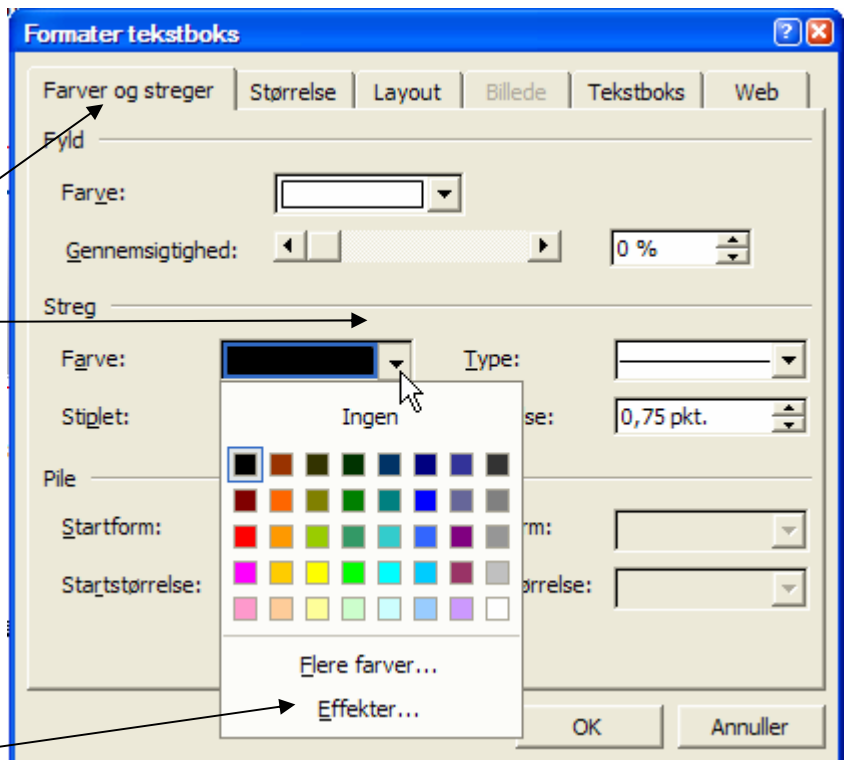 Formater tekstboks
Farver og streger Størrelse Layout Billede Tekstboks Web
Fyld
Farve:
Gennemsigtighed: 0 %
Streg
Farve: Type:
Stiplet: Ingen se: 0,75 pkt.
Pile
Startform: rm:
Startstørrelse: ørrelse:
Flere farver...
Effekter...
OK Annuller